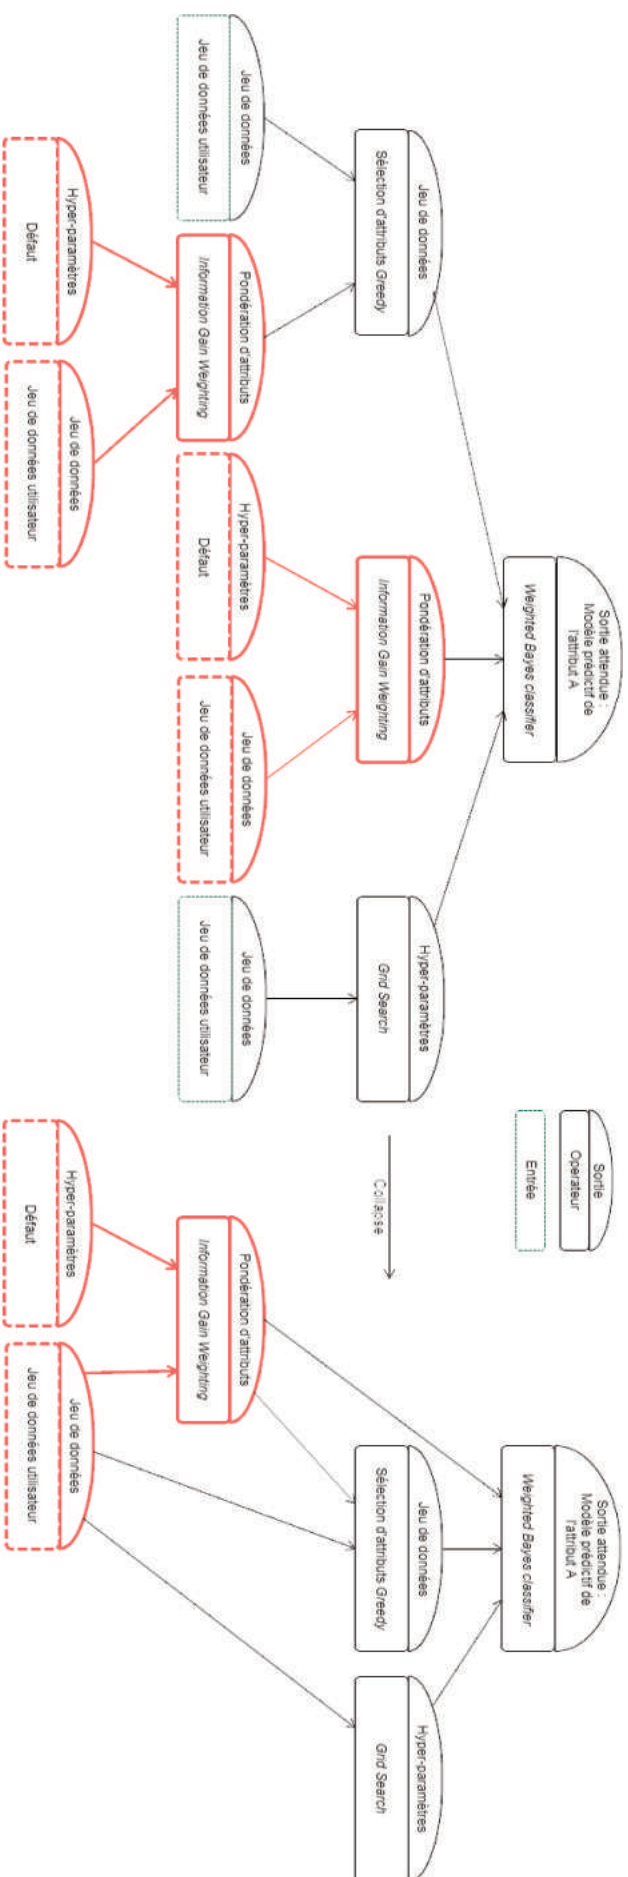 Sortie attendue :
Modèle prédictif de
l'attribut A
Weighted Bayes classifier
Jeu de données
Sélection d'attributs Greedy
Pondération d'attributs
Information Gain Weighting
Hyper-paramètres
Grid Search
Jeu de données
Jeu de données utilisateur
Pondération d'attributs
Information Gain Weighting
Hyper-paramètres
Défaut
Jeu de données
Jeu de données utilisateur
Jeu de données
Jeu de données utilisateur
Hyper-paramètres
Défaut
Jeu de données
Jeu de données utilisateur
Sortie
Operateur
Entrée
Collapse
Sortie attendue :
Modèle prédictif de
l'attribut A
Weighted Bayes classifier
Jeu de données
Sélection d'attributs Greedy
Hyper-paramètres
Grid Search
Pondération d'attributs
Information Gain Weighting
Hyper-paramètres
Défaut
Jeu de données
Jeu de données utilisateur